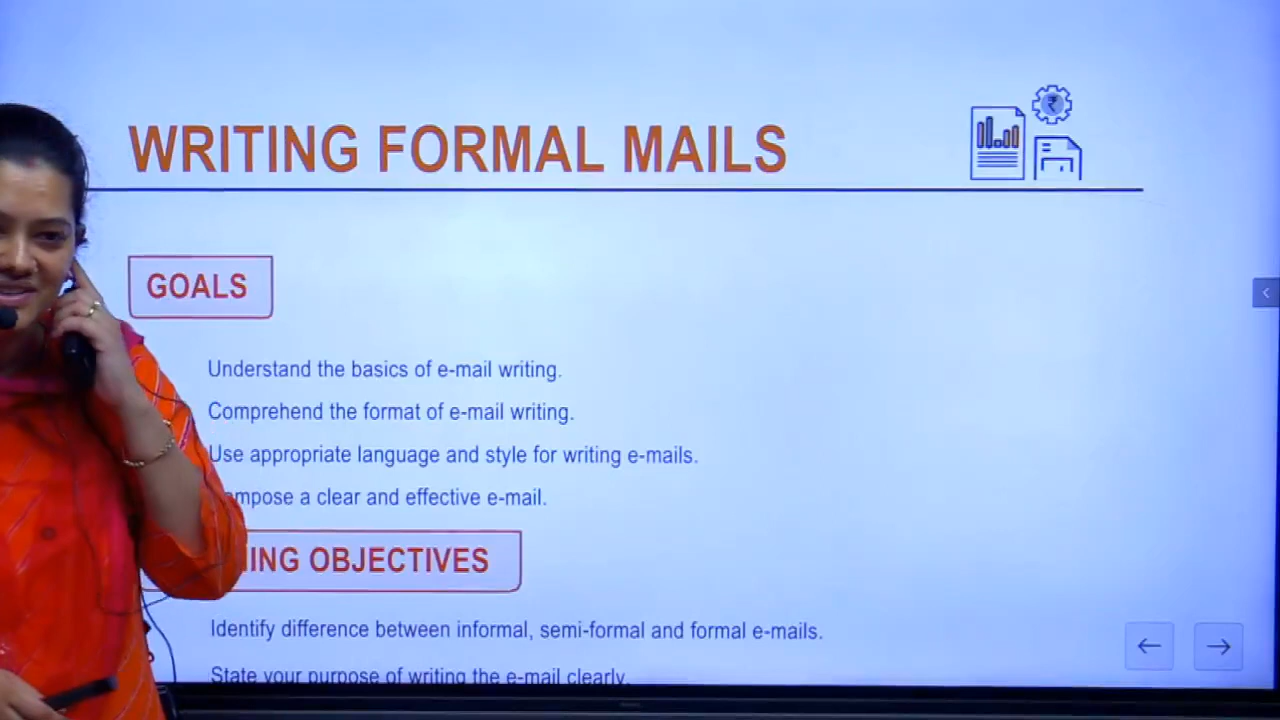 WRITING FORMAL MAILS
₹
GOALS
Understand the basics of e-mail writing.
Comprehend the format of e-mail writing.
Use appropriate language and style for writing e-mails.
a clear and effective e-mail.
OBJECTIVES
Identify difference between informal, semi-formal and formal e-mails.
State your purpose of writing the e-mail clearly.